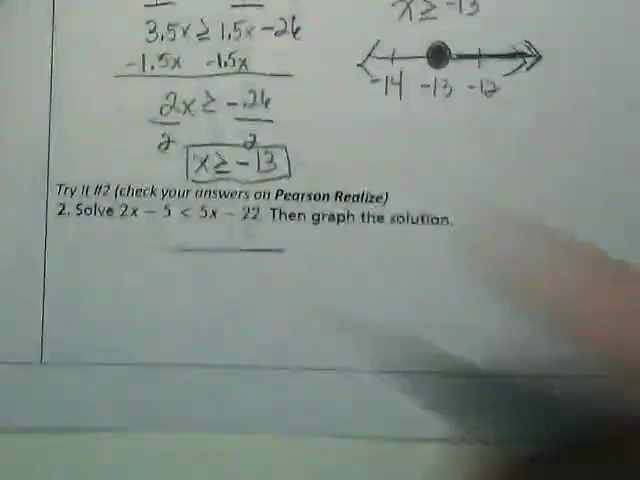 x ≥ -13
3.5x ≥ 1.5x - 26
-1.5x -1.5x
2x ≥ -26
2 2
x ≥ -13
-14 -13 -12
Try It #2 (check your answers on Pearson Realize)
2. Solve 2x - 5 < 5x - 22. Then graph the solution.